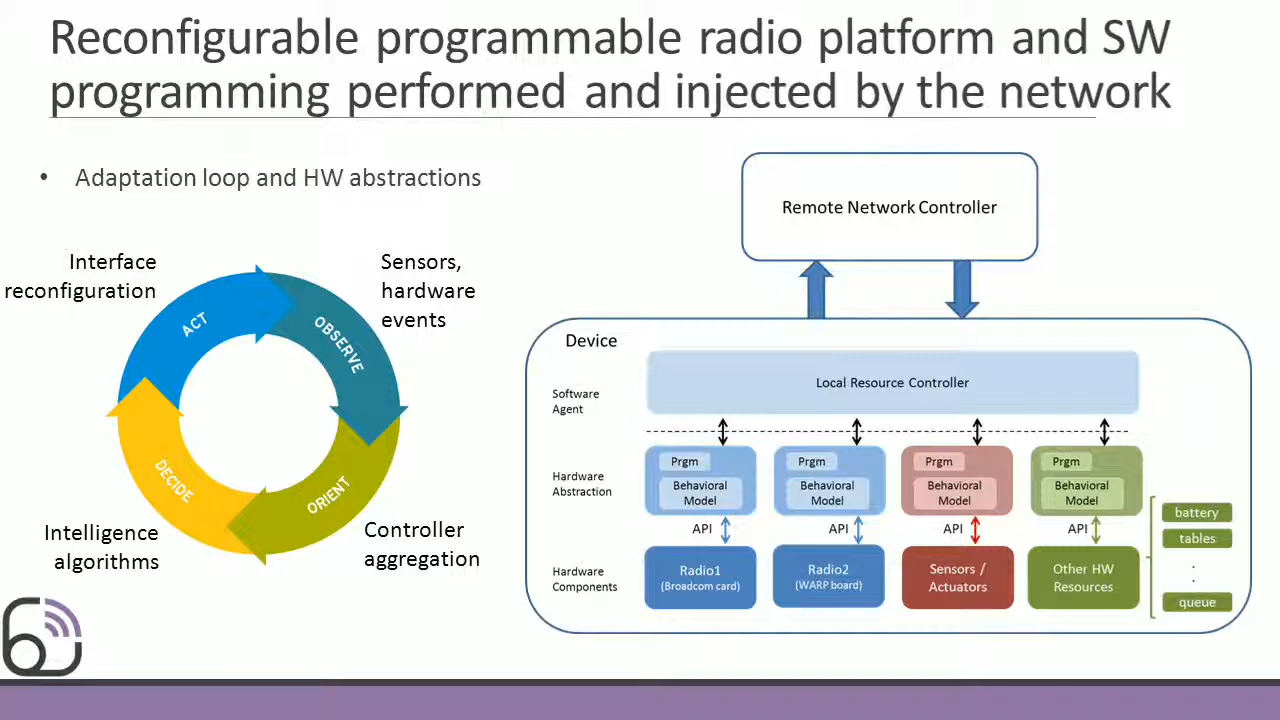 Reconfigurable programmable radio platform and SW
programming performed and injected by the network
• Adaptation loop and HW abstractions
Interface
reconfiguration
Sensors,
hardware
events
ACT
OBSERVE
DECIDE
ORIENT
Intelligence
algorithms
Controller
aggregation
6
Remote Network Controller
Device
Software
Agent
Local Resource Controller
Hardware
Abstraction
Prgm
Behavioral
Model
Prgm
Behavioral
Model
Prgm
Behavioral
Model
Prgm
Behavioral
Model
API
API
API
API
Hardware
Components
Radio1
(Broadcom card)
Radio2
(WARP board)
Sensors /
Actuators
Other HW
Resources
battery
tables
.
.
queue